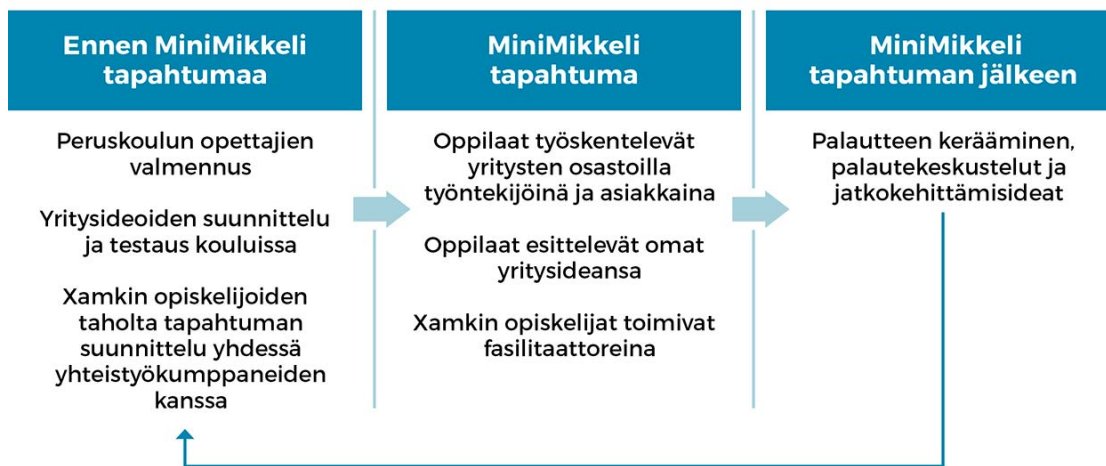 Ennen MiniMikkeli
tapahtumaa
Peruskoulun opettajien
valmennus
Yritysideoiden suunnittelu
ja testaus kouluissa
Xamkin opiskelijoiden
taholta tapahtuman
suunnittelu yhdessä
yhteistyökumppaneiden
kanssa
MiniMikkeli
tapahtuma
Oppilaat työskentelevät
yritysten osastoilla
työntekijöinä ja asiakkaina
Oppilaat esittelevät omat
yritysideansa
Xamkin opiskelijat toimivat
fasilitaattoreina
MiniMikkeli
tapahtuman jälkeen
Palautteen kerääminen,
palautekeskustelut ja
jatkokehittämisideat